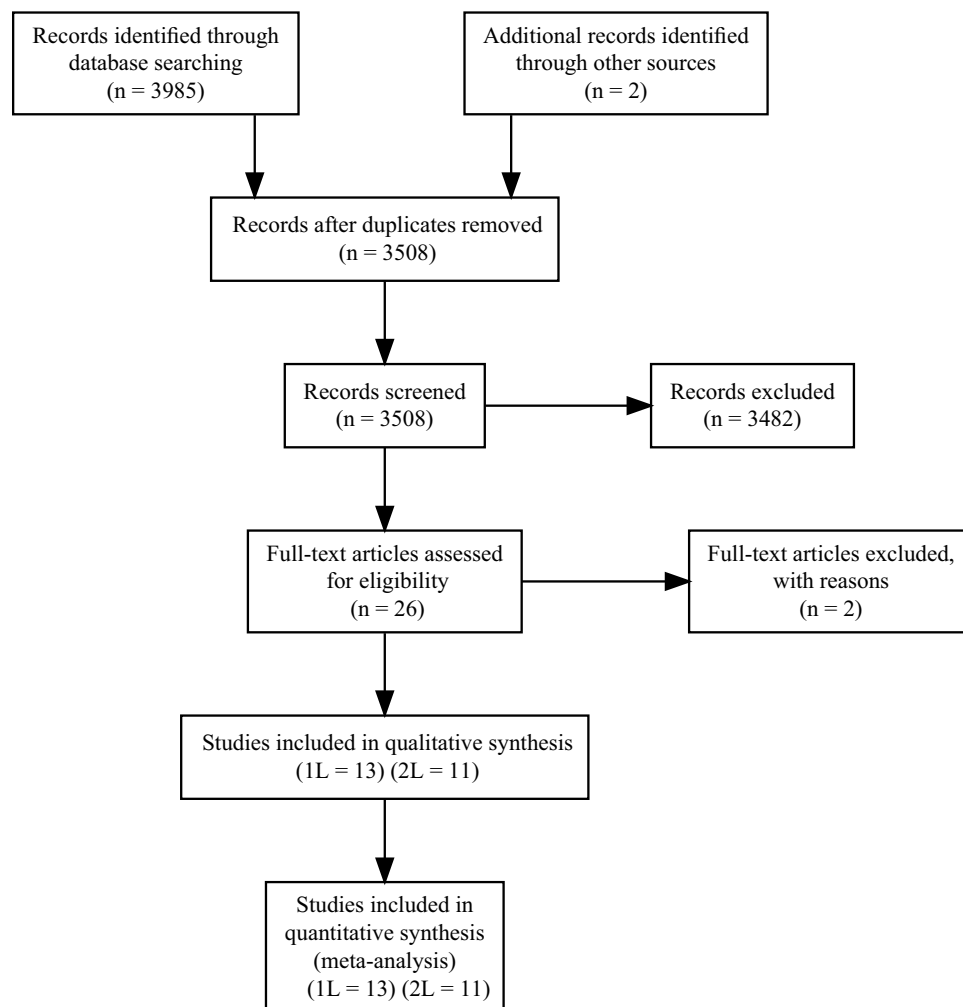 Records identified through
database searching
(n = 3985)
Additional records identified
through other sources
(n = 2)
Records after duplicates removed
(n = 3508)
Records screened
(n = 3508)
Records excluded
(n = 3482)
Full-text articles assessed
for eligibility
(n = 26)
Full-text articles excluded,
with reasons
(n = 2)
Studies included in qualitative synthesis
(1L = 13) (2L = 11)
Studies included in
quantitative synthesis
(meta-analysis)
(1L = 13) (2L = 11)